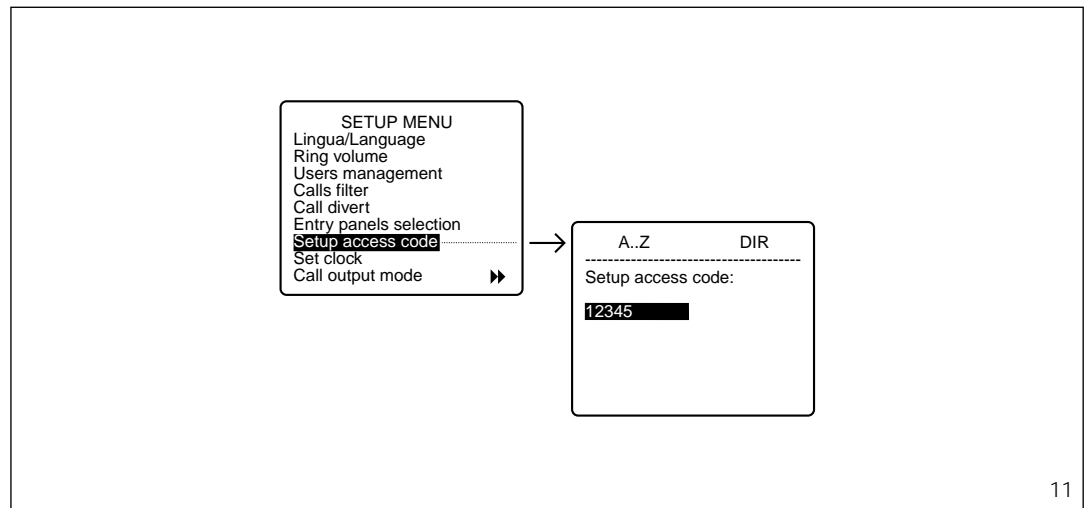 SETUP MENU
Lingua/Language
Ring volume
Users management
Calls filter
Call divert
Entry panels selection
Setup access code
Set clock
Call output mode
A..Z DIR
Setup access code:
12345
11